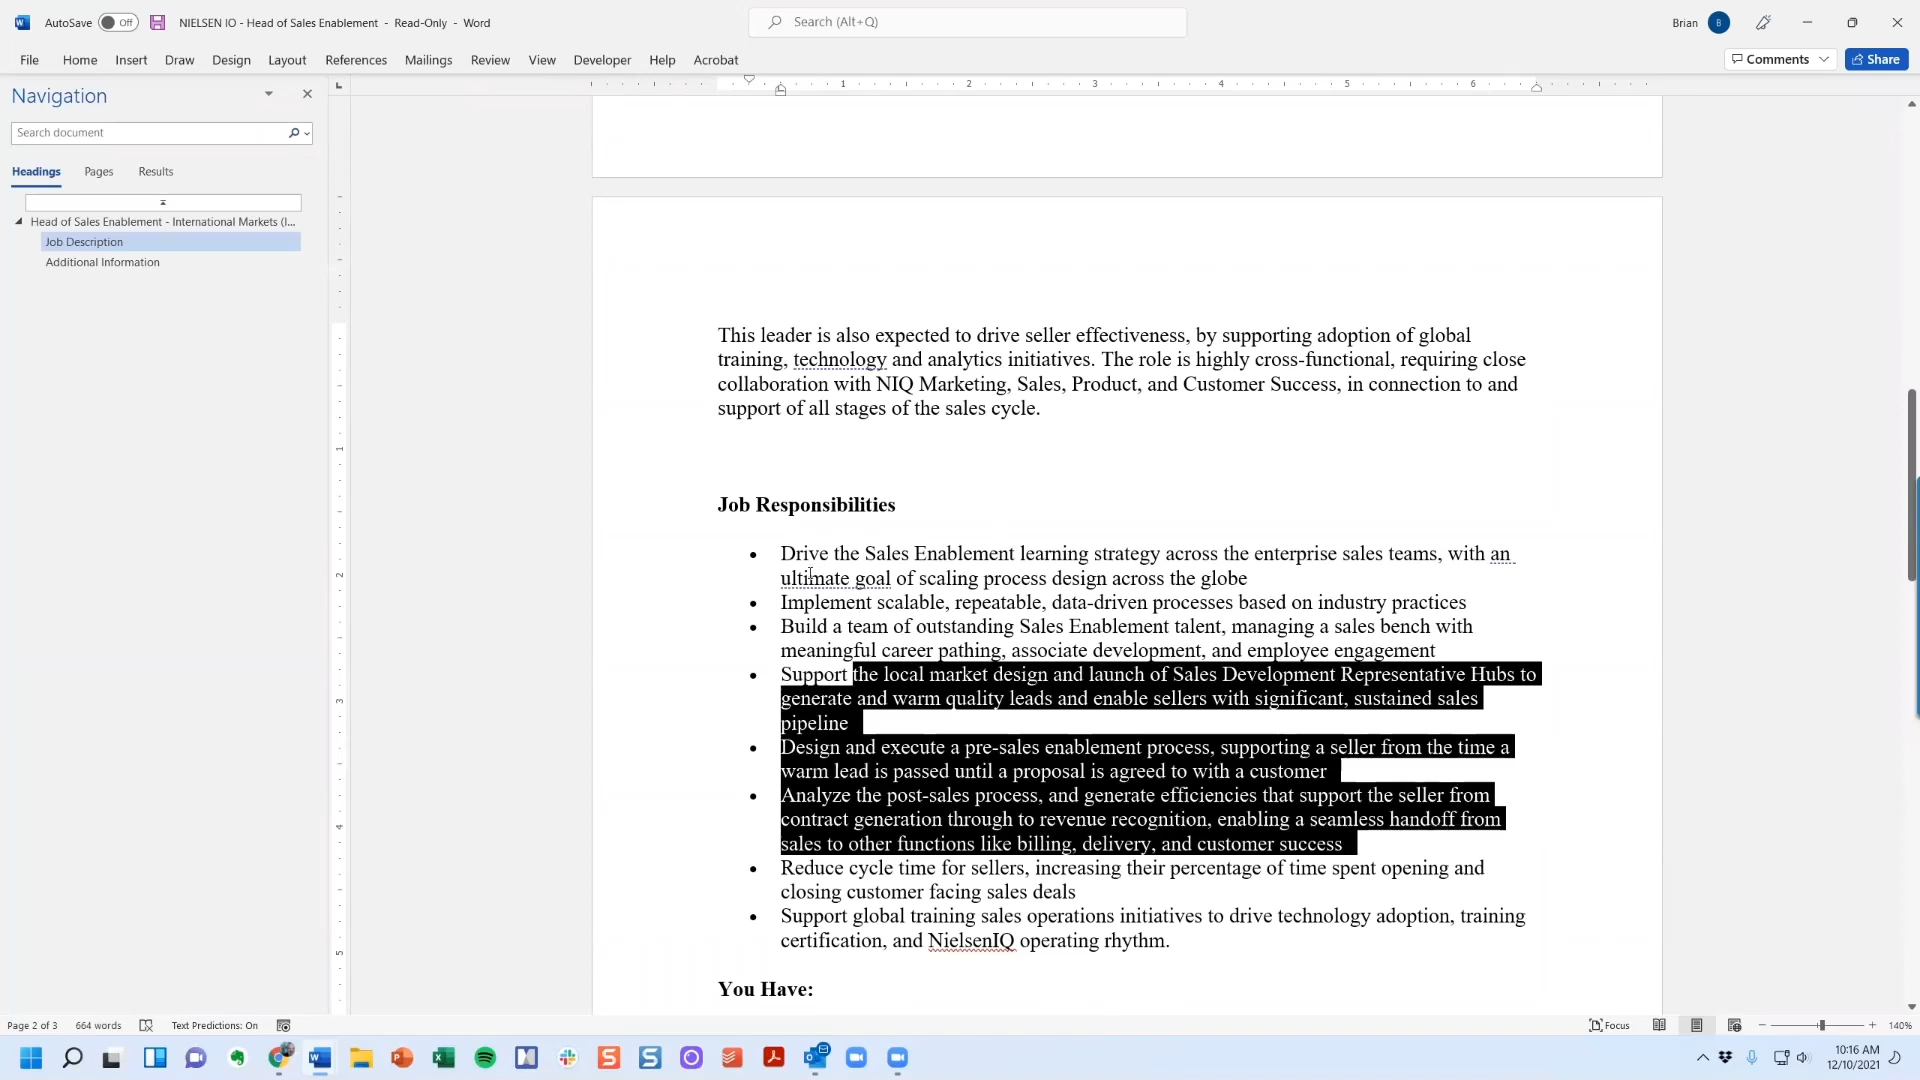 AutoSave Off NIELSEN IO - Head of Sales Enablement - Read-Only - Word
Search (Alt+Q)
Brian B
File Home Insert Draw Design Layout References Mailings Review View Developer Help Acrobat
Comments Share
Navigation
Search document
Headings Pages Results
Head of Sales Enablement - International Markets (I...
Job Description
Additional Information
L
1 2 3 4 5 6
1
2
3
4
5
This leader is also expected to drive seller effectiveness, by supporting adoption of global
training, technology and analytics initiatives. The role is highly cross-functional, requiring close
collaboration with NIQ Marketing, Sales, Product, and Customer Success, in connection to and
support of all stages of the sales cycle.
Job Responsibilities
• Drive the Sales Enablement learning strategy across the enterprise sales teams, with an
ultimate goal of scaling process design across the globe
• Implement scalable, repeatable, data-driven processes based on industry practices
• Build a team of outstanding Sales Enablement talent, managing a sales bench with
meaningful career pathing, associate development, and employee engagement
• Support the local market design and launch of Sales Development Representative Hubs to
generate and warm quality leads and enable sellers with significant, sustained sales
pipeline
• Design and execute a pre-sales enablement process, supporting a seller from the time a
warm lead is passed until a proposal is agreed to with a customer
• Analyze the post-sales process, and generate efficiencies that support the seller from
contract generation through to revenue recognition, enabling a seamless handoff from
sales to other functions like billing, delivery, and customer success
• Reduce cycle time for sellers, increasing their percentage of time spent opening and
closing customer facing sales deals
• Support global training sales operations initiatives to drive technology adoption, training
certification, and NielsenIQ operating rhythm.
You Have:
Page 2 of 3 664 words Text Predictions: On
Focus 140%
10:16 AM
12/10/2021